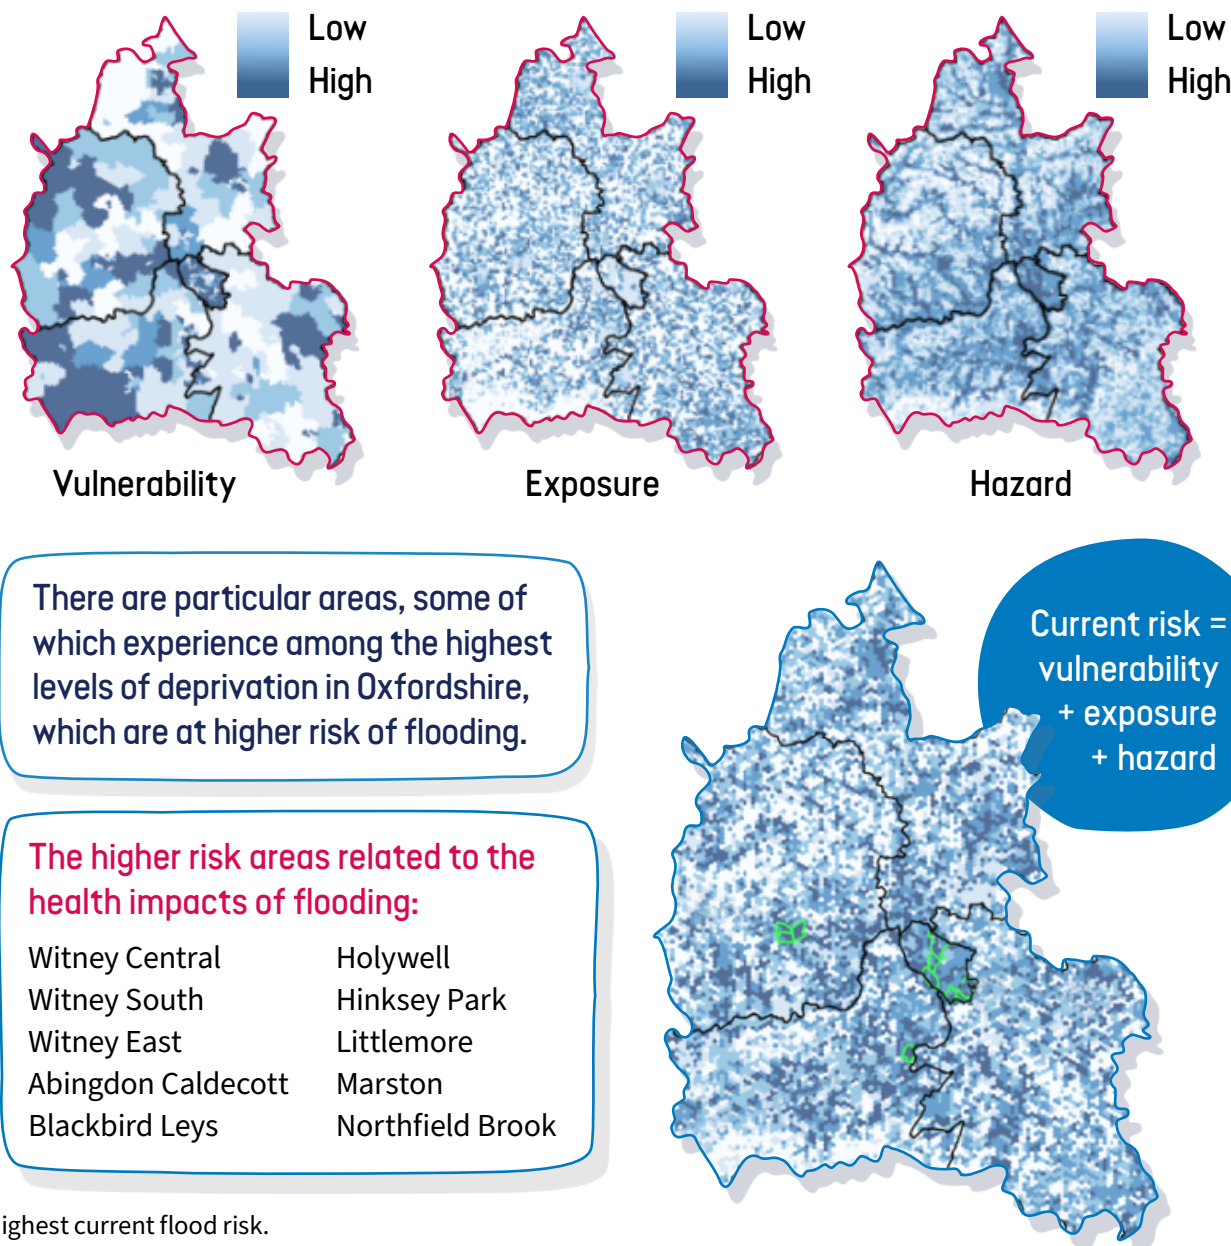 Low
High
Low
High
Low
High
Vulnerability
Exposure
Hazard
There are particular areas, some of
which experience among the highest
levels of deprivation in Oxfordshire,
which are at higher risk of flooding.
Current risk =
vulnerability
+ exposure
+ hazard
The higher risk areas related to the
health impacts of flooding:
Witney Central
Witney South
Witney East
Abingdon Caldecott
Blackbird Leys
Holywell
Hinksey Park
Littlemore
Marston
Northfield Brook
ighest current flood risk.